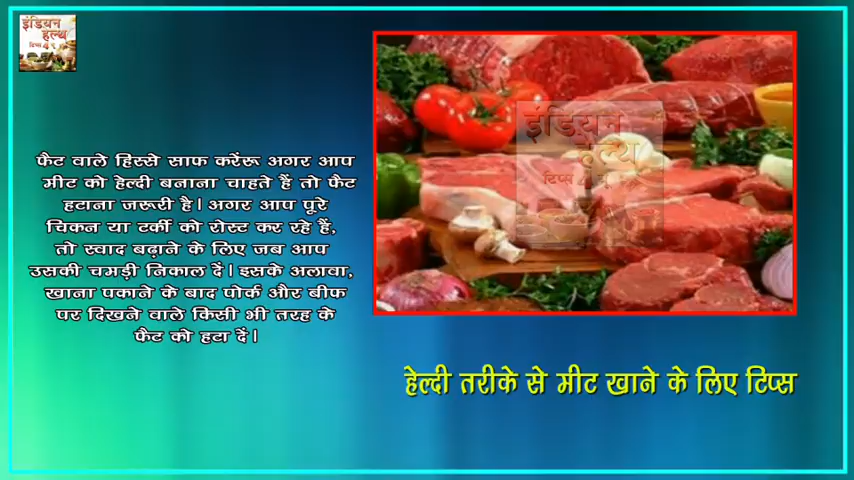 इंडियन
हेल्थ
टिप्स
फैट वाले हिस्से साफ करेंरू अगर आप
मीट को हेल्दी बनाना चाहते हैं तो फैट
हटाना जरूरी है। अगर आप पूरे
चिकन या टर्की को रोस्ट कर रहे हैं,
तो स्वाद बढ़ाने के लिए जब आप
उसकी चमड़ी निकाल दें। इसके अलावा,
खाना पकाने के बाद पोर्क और बीफ
पर दिखने वाले किसी भी तरह के
फैट को हटा दें।
इंडियन
हेल्थ
टिप्स
हेल्दी तरीके से मीट खाने के लिए टिप्स